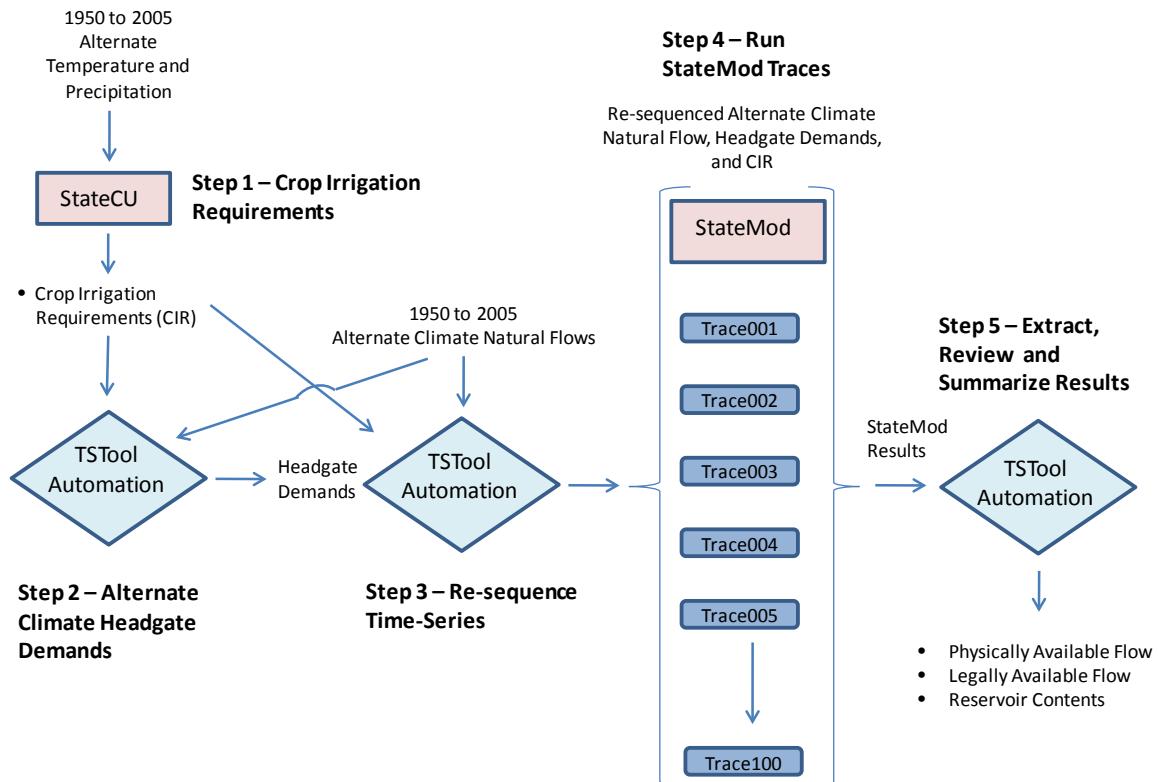 1950 to 2005
Alternate
Temperature and
Precipitation
StateCU
Step 1 – Crop Irrigation
Requirements
• Crop Irrigation
Requirements (CIR)
1950 to 2005
Alternate Climate Natural Flows
TSTool
Automation
Step 2 – Alternate
Climate Headgate
Demands
Headgate
Demands
TSTool
Automation
Step 3 – Re-sequence
Time-Series
Step 4 – Run
StateMod Traces
Re-sequenced Alternate Climate
Natural Flow, Headgate Demands,
and CIR
StateMod
Trace001
Trace002
Trace003
Trace004
Trace005
Trace100
StateMod
Results
Step 5 – Extract,
Review and
Summarize Results
TSTool
Automation
• Physically Available Flow
• Legally Available Flow
• Reservoir Contents